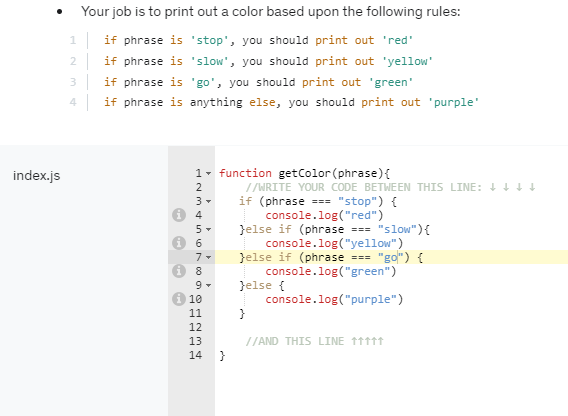 • Your job is to print out a color based upon the following rules:
1 if phrase is 'stop', you should print out 'red'
2 if phrase is 'slow', you should print out 'yellow'
3 if phrase is 'go', you should print out 'green'
4 if phrase is anything else, you should print out 'purple'
index.js
1 function getColor(phrase){
2 //WRITE YOUR CODE BETWEEN THIS LINE: ↓ ↓ ↓ ↓
3 if (phrase === "stop") {
4 console.log("red")
5 }else if (phrase === "slow"){
6 console.log("yellow")
7 }else if (phrase === "go") {
8 console.log("green")
9 }else {
10 console.log("purple")
11 }
12
13 //AND THIS LINE ↑↑↑↑↑
14 }